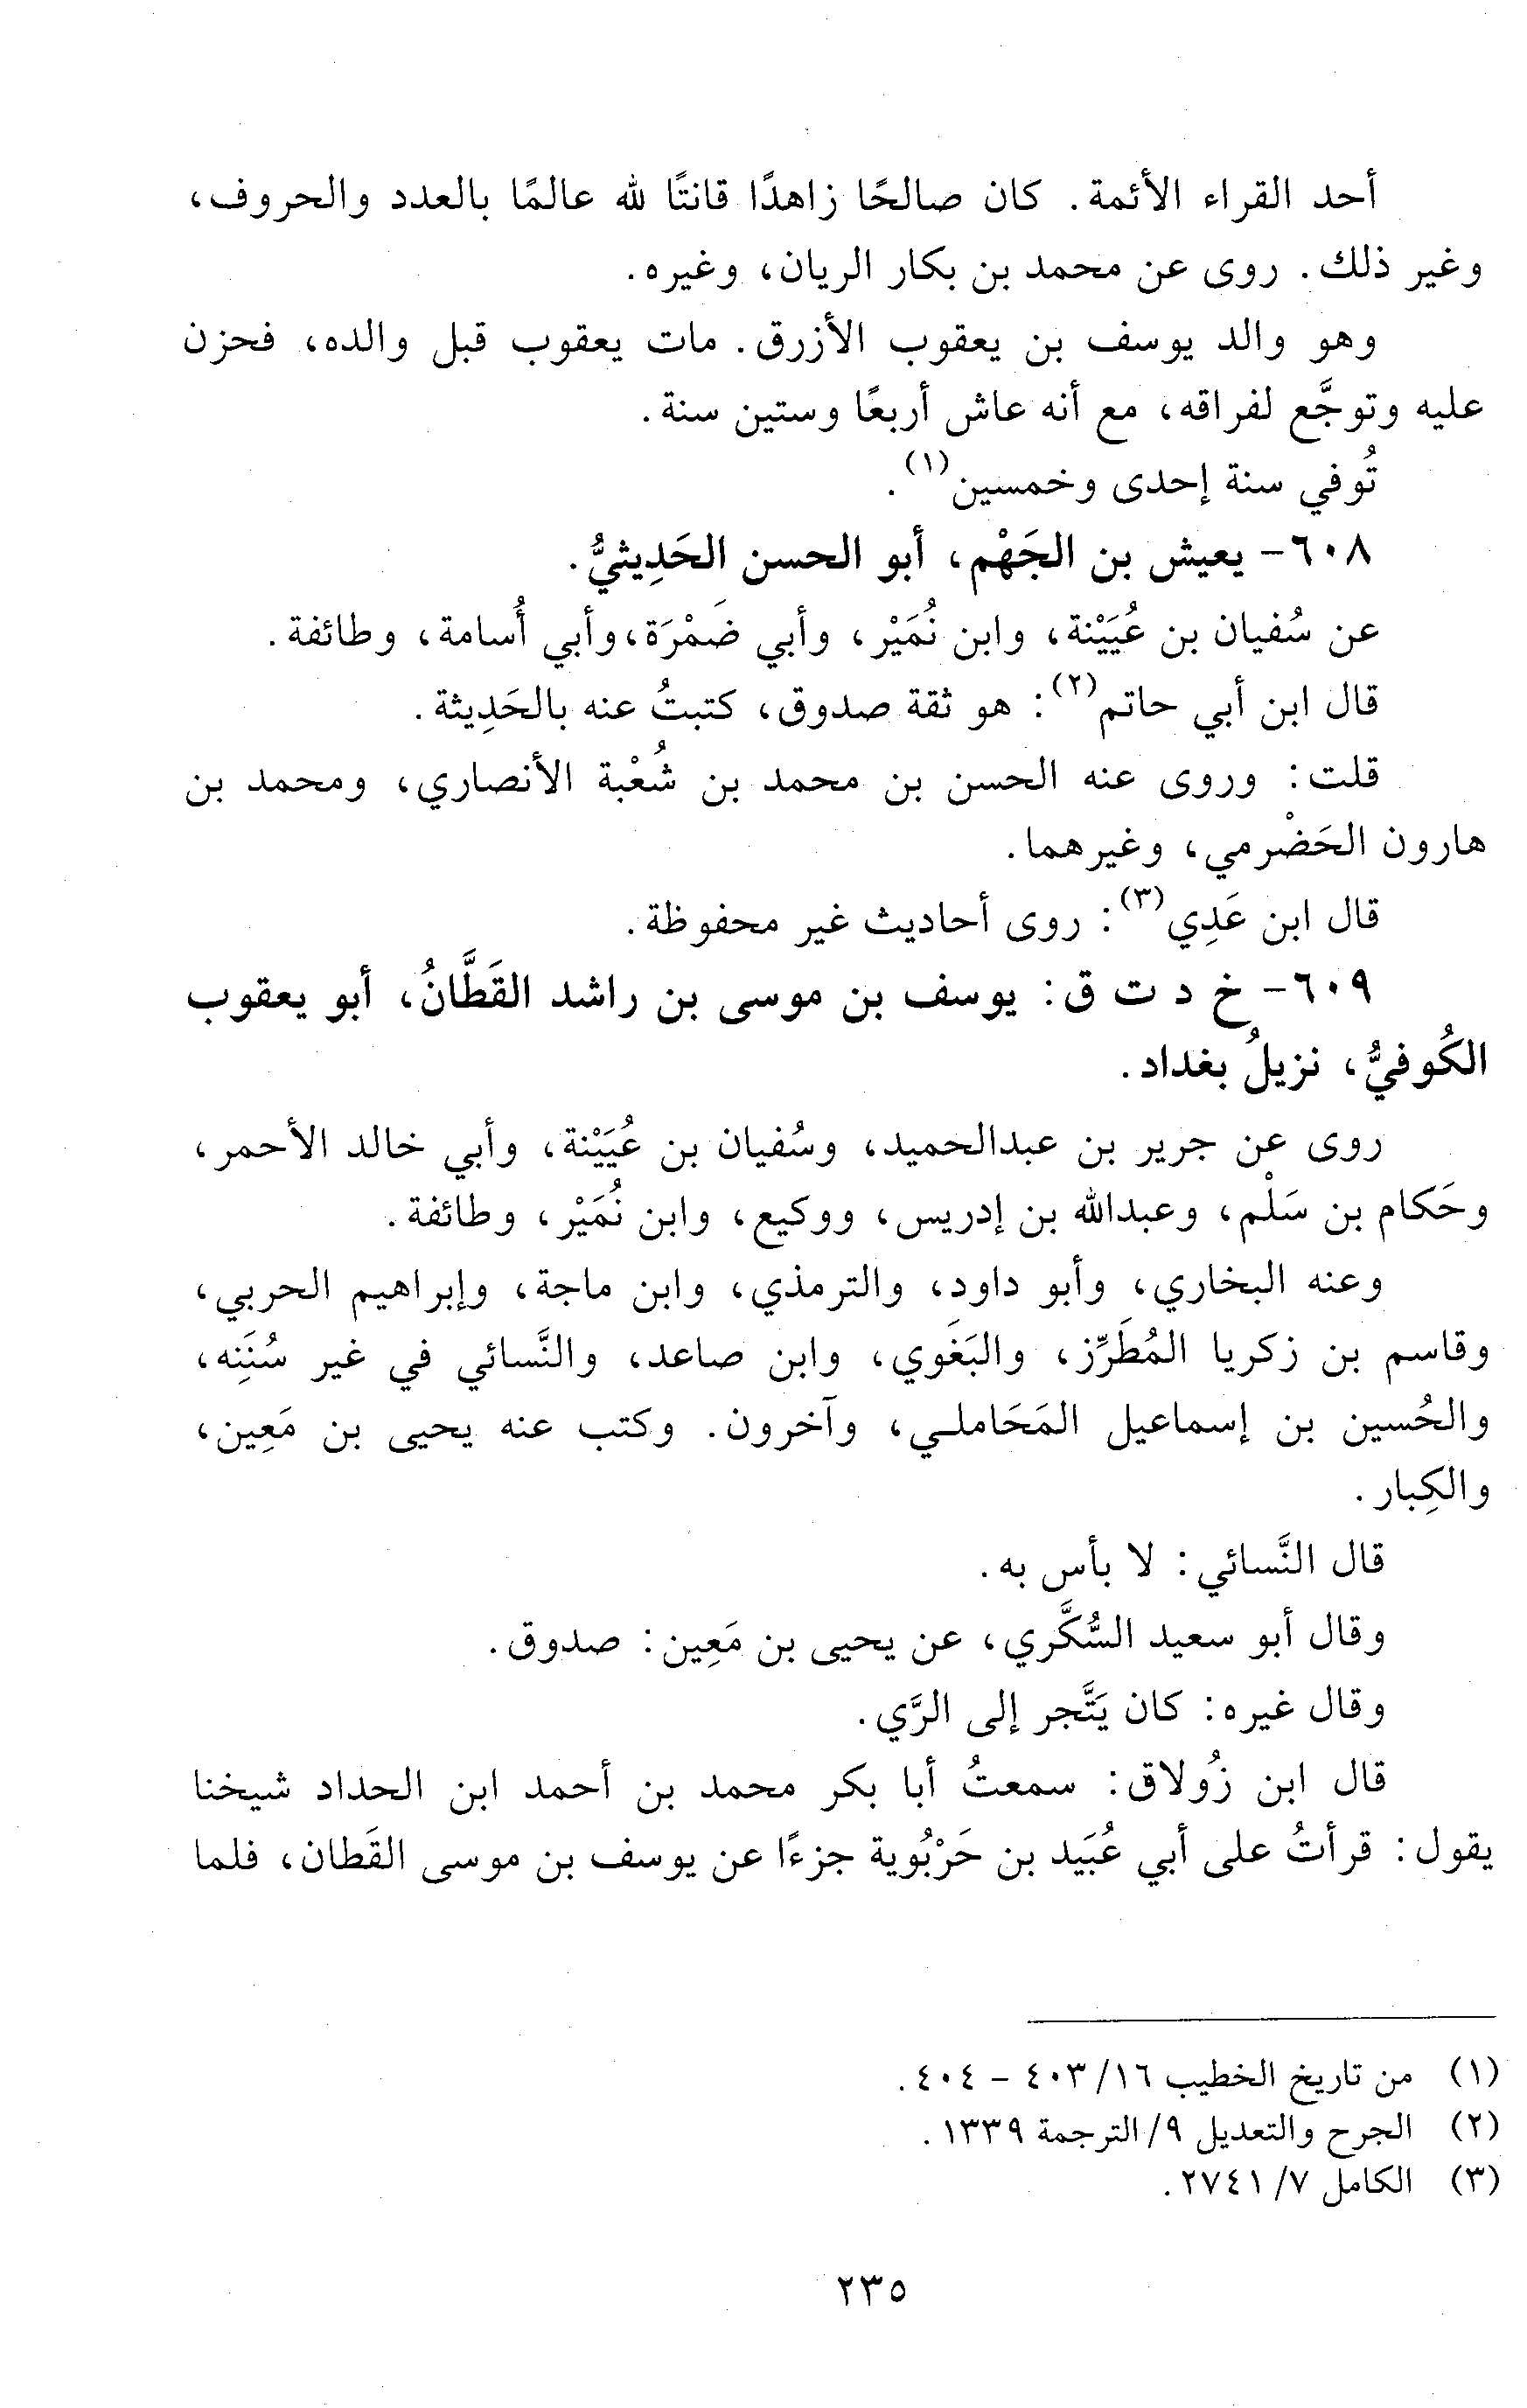 أحد القراء الأئمة. كان صالحًا زاهدًا قانتًا لله عالمًا بالعدد والحروف،
وغير ذلك. روى عن محمد بن بكار الريان، وغيره.
وهو والد يوسف بن يعقوب الأزرق. مات يعقوب قبل والده، فحزن
عليه وتوجَّع لفراقه، مع أنه عاش أربعًا وستين سنة.
تُوفي سنة إحدى وخمسين(١).
٦٠٨- يعيش بن الجَهْم، أبو الحسن الحَدِيثيُّ.
عن سُفيان بن عُيَيْنة، وابن نُمَيْر، وأبي ضَمْرَة، وأبي أُسامة، وطائفة.
قال ابن أبي حاتم(٢): هو ثقة صدوق، كتبتُ عنه بالحَدِيثة.
قلت: وروى عنه الحسن بن محمد بن شُعْبة الأنصاري، ومحمد بن
هارون الحَضْرمي، وغيرهما.
قال ابن عَدِي(٣): روى أحاديث غير محفوظة.
٦٠٩- خ د ت ق: يوسف بن موسى بن راشد القَطَّانُ، أبو يعقوب
الكُوفيُّ، نزيلُ بغداد.
روى عن جرير بن عبدالحميد، وسُفيان بن عُيَيْنة، وأبي خالد الأحمر،
وحَكام بن سَلْم، وعبدالله بن إدريس، ووكيع، وابن نُمَيْر، وطائفة.
وعنه البخاري، وأبو داود، والترمذي، وابن ماجة، وإبراهيم الحربي،
وقاسم بن زكريا المُطَرِّز، والبَغَوي، وابن صاعد، والنَّسائي في غير سُنَنِه،
والحُسين بن إسماعيل المَحَاملي، وآخرون. وكتب عنه يحيى بن مَعِين،
والكِبار.
قال النَّسائي: لا بأس به.
وقال أبو سعيد السُّكَّري، عن يحيى بن مَعِين: صدوق.
وقال غيره: كان يَتَّجر إلى الرَّي.
قال ابن زُولاق: سمعتُ أبا بكر محمد بن أحمد ابن الحداد شيخنا
يقول: قرأتُ على أبي عُبَيد بن حَرْبُوية جزءًا عن يوسف بن موسى القَطان، فلما
(١) من تاريخ الخطيب ١٦/ ٤٠٣ - ٤٠٤.
(٢) الجرح والتعديل ٩/ الترجمة ١٣٣٩.
(٣) الكامل ٧/ ٢٧٤١.
٢٣٥